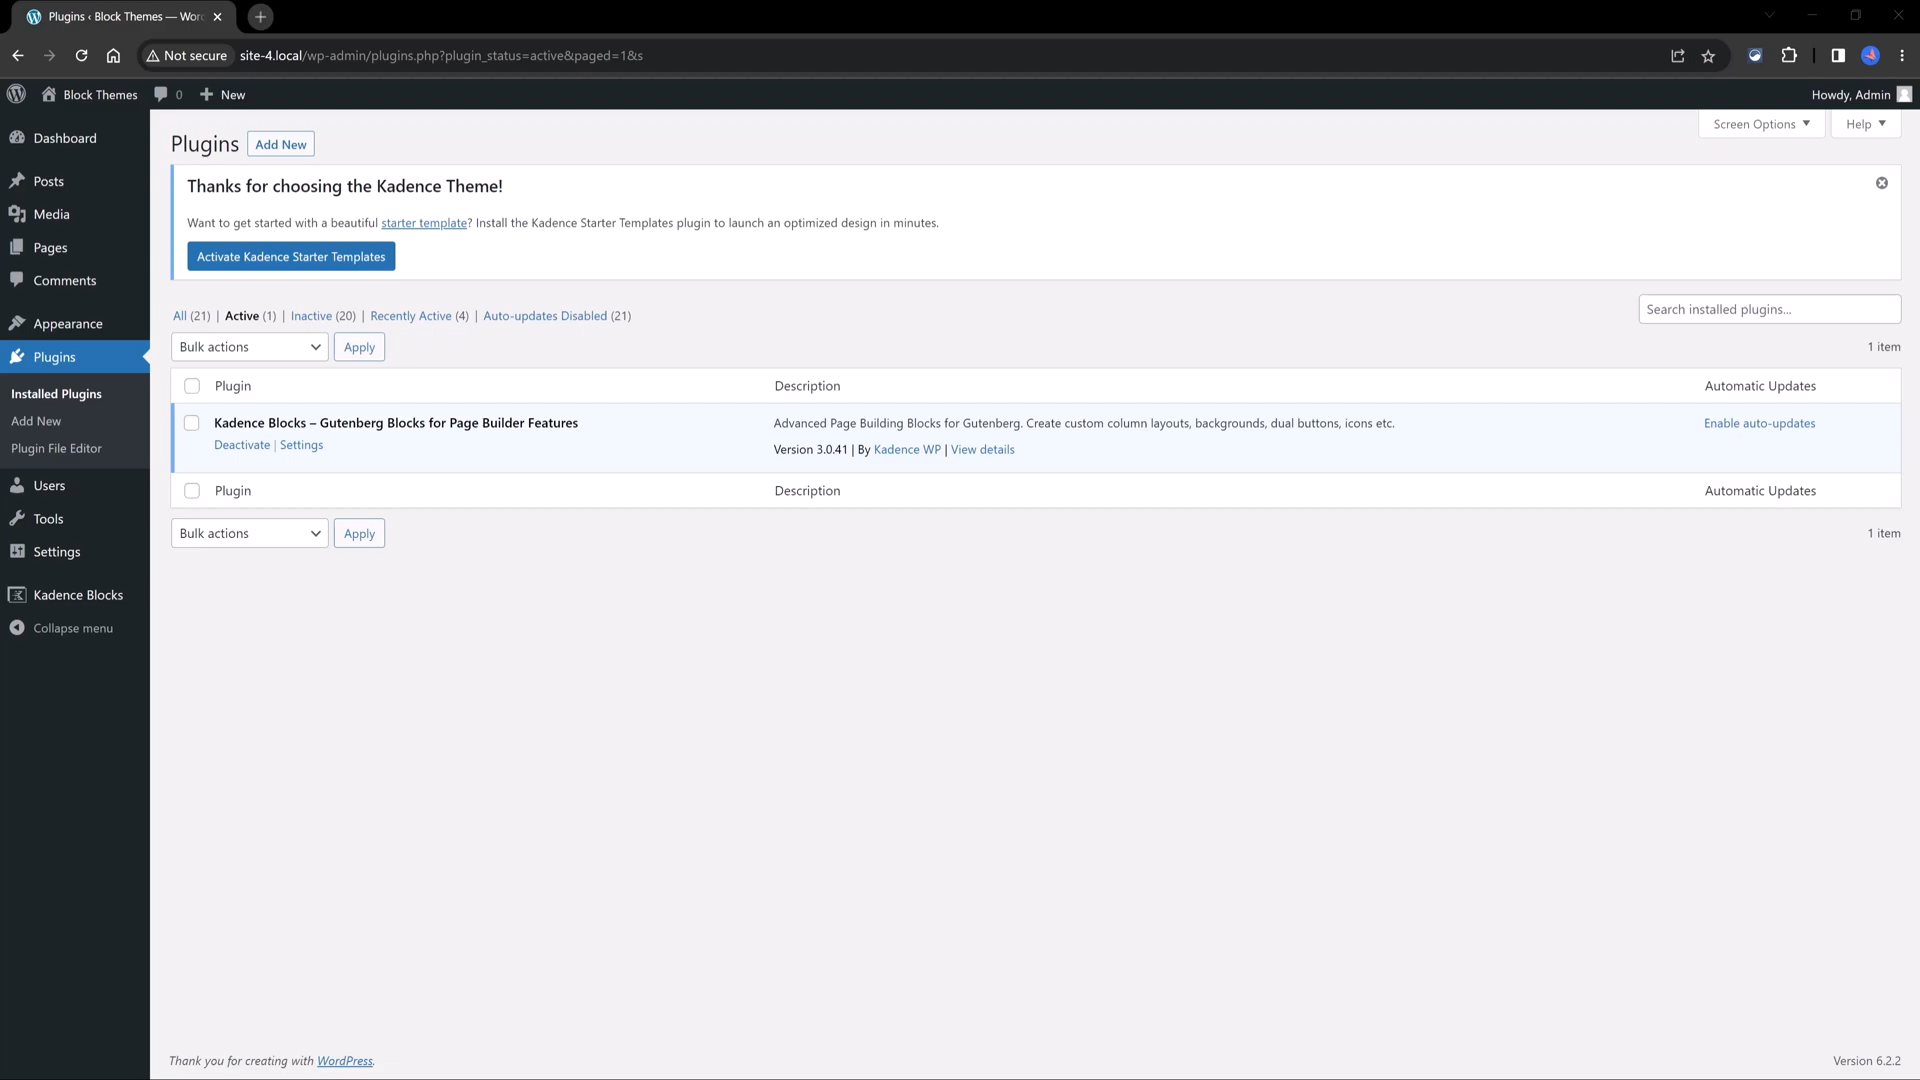 Plugins ‹ Block Themes — Wor
Not secure
site-4.local/wp-admin/plugins.php?plugin_status=active&paged=1&s
Block Themes
0
New
Howdy, Admin
Dashboard
Posts
Media
Pages
Comments
Appearance
Plugins
Installed Plugins
Add New
Plugin File Editor
Users
Tools
Settings
Kadence Blocks
Collapse menu
Screen Options
Help
Plugins
Add New
Thanks for choosing the Kadence Theme!
Want to get started with a beautiful starter template? Install the Kadence Starter Templates plugin to launch an optimized design in minutes.
Activate Kadence Starter Templates
All (21) | Active (1) | Inactive (20) | Recently Active (4) | Auto-updates Disabled (21)
Search installed plugins...
Bulk actions
Apply
1 item
Plugin
Description
Automatic Updates
Kadence Blocks – Gutenberg Blocks for Page Builder Features
Deactivate | Settings
Advanced Page Building Blocks for Gutenberg. Create custom column layouts, backgrounds, dual buttons, icons etc.
Version 3.0.41 | By Kadence WP | View details
Enable auto-updates
Plugin
Description
Automatic Updates
Bulk actions
Apply
1 item
Thank you for creating with WordPress.
Version 6.2.2